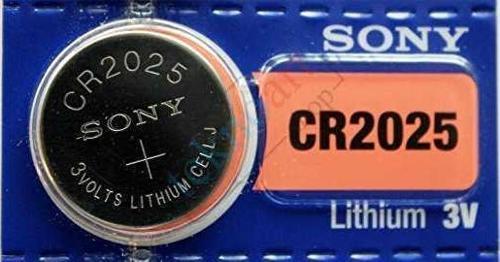 CR2025
SONY
+
3VOLTS LITHIUM CELL J
SONY
CR2025
Lithium 3V